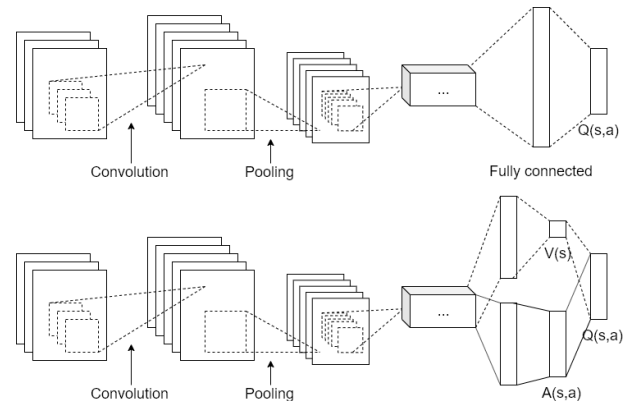 ...
Q(s,a)
Convolution
Pooling
Fully connected
...
V(s)
Q(s,a)
A(s,a)
Convolution
Pooling